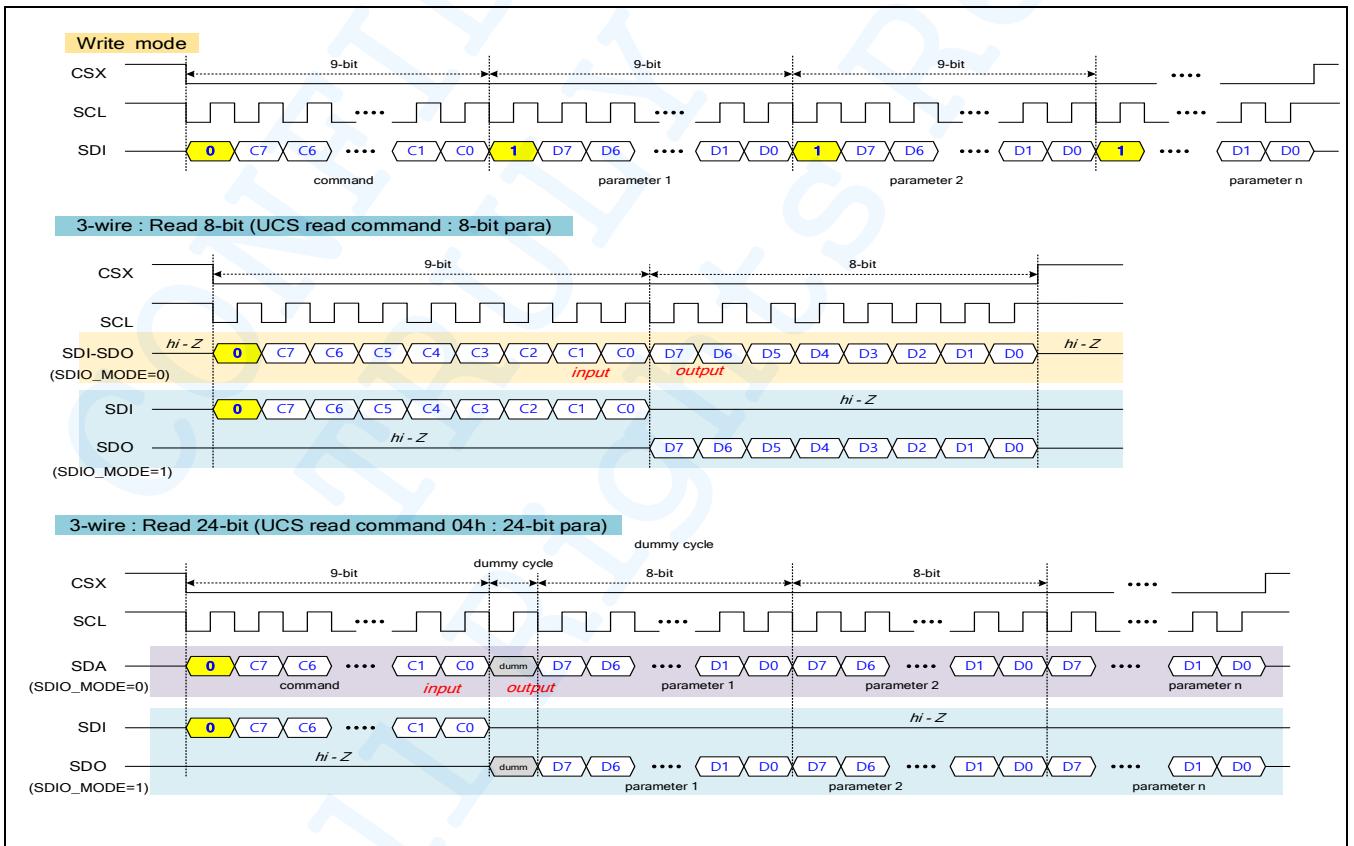 Write mode
9-bit 9-bit 9-bit
CSX ....
SCL .... .... .... ....
SDI 0 C7 C6 .... C1 C0 1 D7 D6 .... D1 D0 1 D7 D6 .... D1 D0 1 .... D1 D0
command parameter 1 parameter 2 parameter n
3-wire : Read 8-bit (UCS read command : 8-bit para)
9-bit 8-bit
CSX
SCL
SDI-SDO hi - Z 0 C7 C6 C5 C4 C3 C2 C1 C0 D7 D6 D5 D4 D3 D2 D1 D0 hi - Z
(SDIO_MODE=0) input output
SDI 0 C7 C6 C5 C4 C3 C2 C1 C0 hi - Z
SDO hi - Z D7 D6 D5 D4 D3 D2 D1 D0
(SDIO_MODE=1)
3-wire : Read 24-bit (UCS read command 04h : 24-bit para)
dummy cycle
dummy cycle
9-bit 8-bit 8-bit
CSX ....
SCL .... .... .... ....
SDA 0 C7 C6 .... C1 C0 dumm D7 D6 .... D1 D0 D7 D6 .... D1 D0 D7 .... D1 D0
(SDIO_MODE=0) command input output parameter 1 parameter 2 parameter n
SDI 0 C7 C6 .... C1 C0 hi - Z
SDO hi - Z dumm D7 D6 .... D1 D0 D7 D6 .... D1 D0 D7 .... D1 D0
(SDIO_MODE=1) parameter 1 parameter 2 parameter n
TRULY